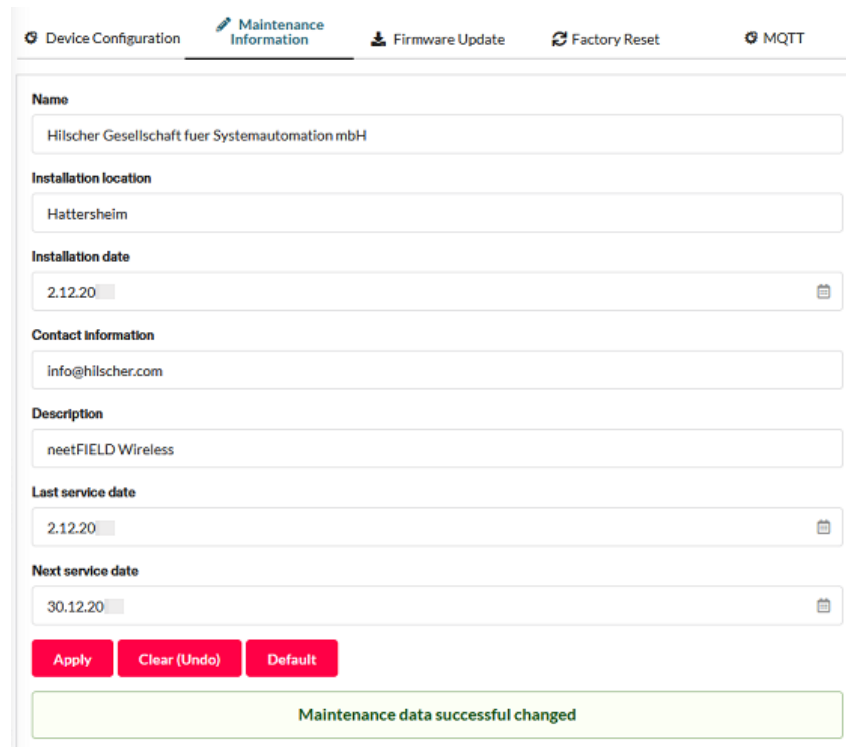 Device Configuration
Maintenance
Information
Firmware Update
Factory Reset
MQTT
Name
Hilscher Gesellschaft fuer Systemautomation mbH
Installation location
Hattersheim
Installation date
2.12.20
Contact information
info@hilscher.com
Description
neetFIELD Wireless
Last service date
2.12.20
Next service date
30.12.20
Apply Clear (Undo) Default
Maintenance data successful changed